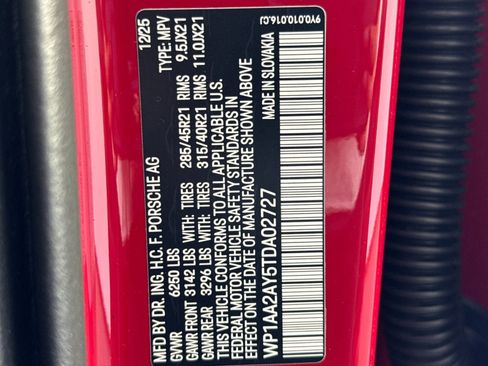 MFD BY DR. ING. H.C. F. PORSCHE AG 12/25
GVWR 6250 LBS TYPE: MPV
GAWR FRONT 3142 LBS WITH: TIRES 285/45R21 RIMS 9.5JX21
GAWR REAR 3296 LBS WITH: TIRES 315/40R21 RIMS 11.0JX21
THIS VEHICLE CONFORMS TO ALL APPLICABLE U.S.
FEDERAL MOTOR VEHICLE SAFETY STANDARDS IN
EFFECT ON THE DATE OF MANUFACTURE SHOWN ABOVE
WP1AA2AY5TDA02727 MADE IN SLOVAKIA
9Y0.010.016.CJ